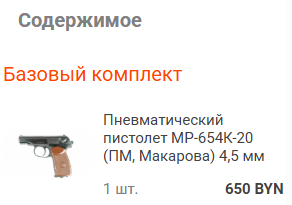 Содержимое
Базовый комплект
Пневматический
пистолет МР-654К-20
(ПМ, Макарова) 4,5 мм
1 шт. 650 BYN